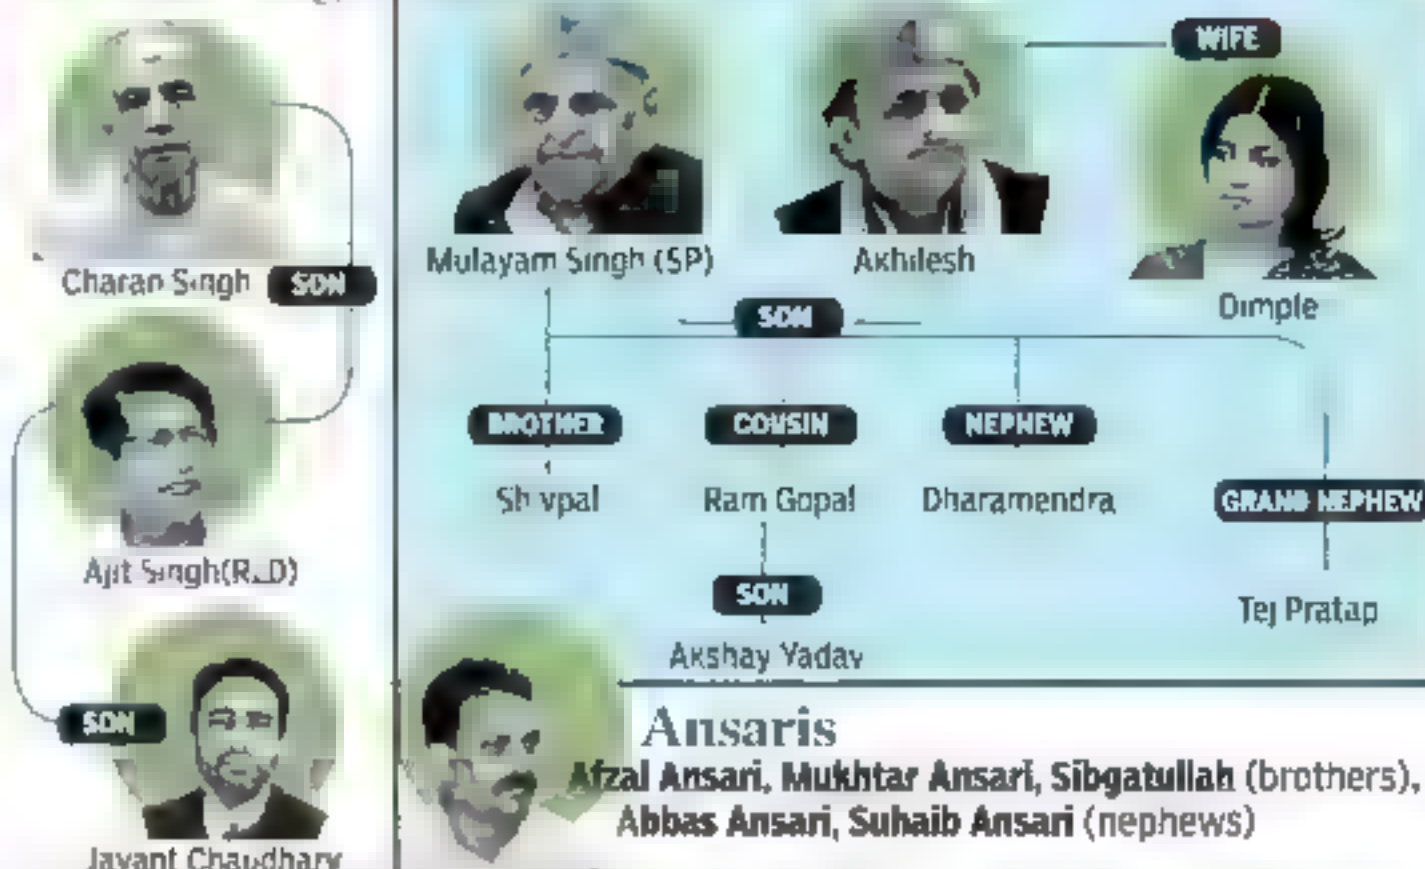 Charan Singh
SON
Ajit Singh(RLD)
SON
Jayant Chaudhary
WIFE
Mulayam Singh (SP)
Akhilesh
Dimple
SON
BROTHER
COUSIN
NEPHEW
Shivpal
Ram Gopal
Dharamendra
GRAND NEPHEW
SON
Tej Pratap
Akshay Yadav
Ansaris
Afzal Ansari, Mukhtar Ansari, Sibgatullah (brothers),
Abbas Ansari, Suhaib Ansari (nephews)